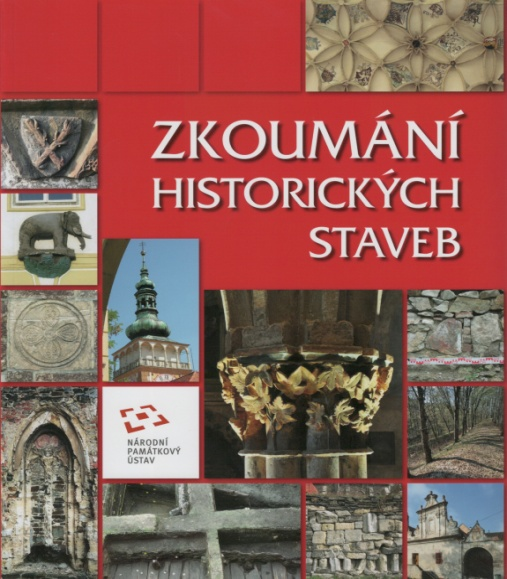 ZKOUMÁNÍ
HISTORICKÝCH
STAVEB
NÁRODNÍ
PAMÁTKOVÝ
ÚSTAV